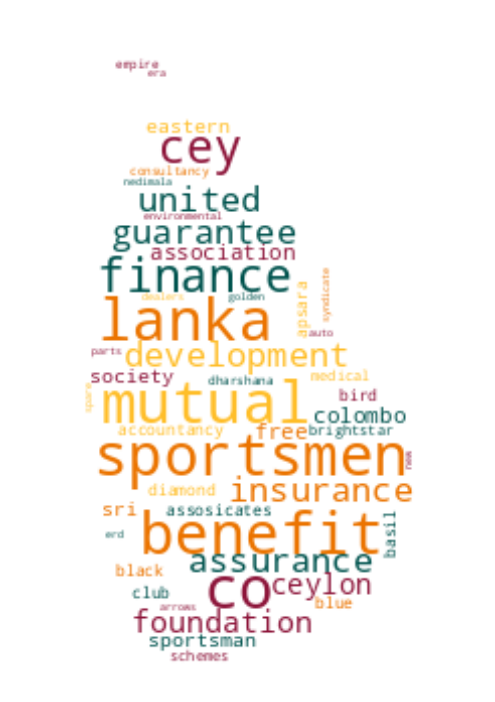 empire
era
eastern
cey
consultancy
nedimala
united
environmental
guarantee
association
finance
syndicate
dealers golden
apsara
lanka
auto
parts development
society dharshana medical
spare
mutual bird
colombo
accountancy free brightstar
sportsmen new
diamond insurance
sri assosicates
basil
erd benefit
assurance
black co ceylon
club blue
arrows
foundation
sportsman
schemes